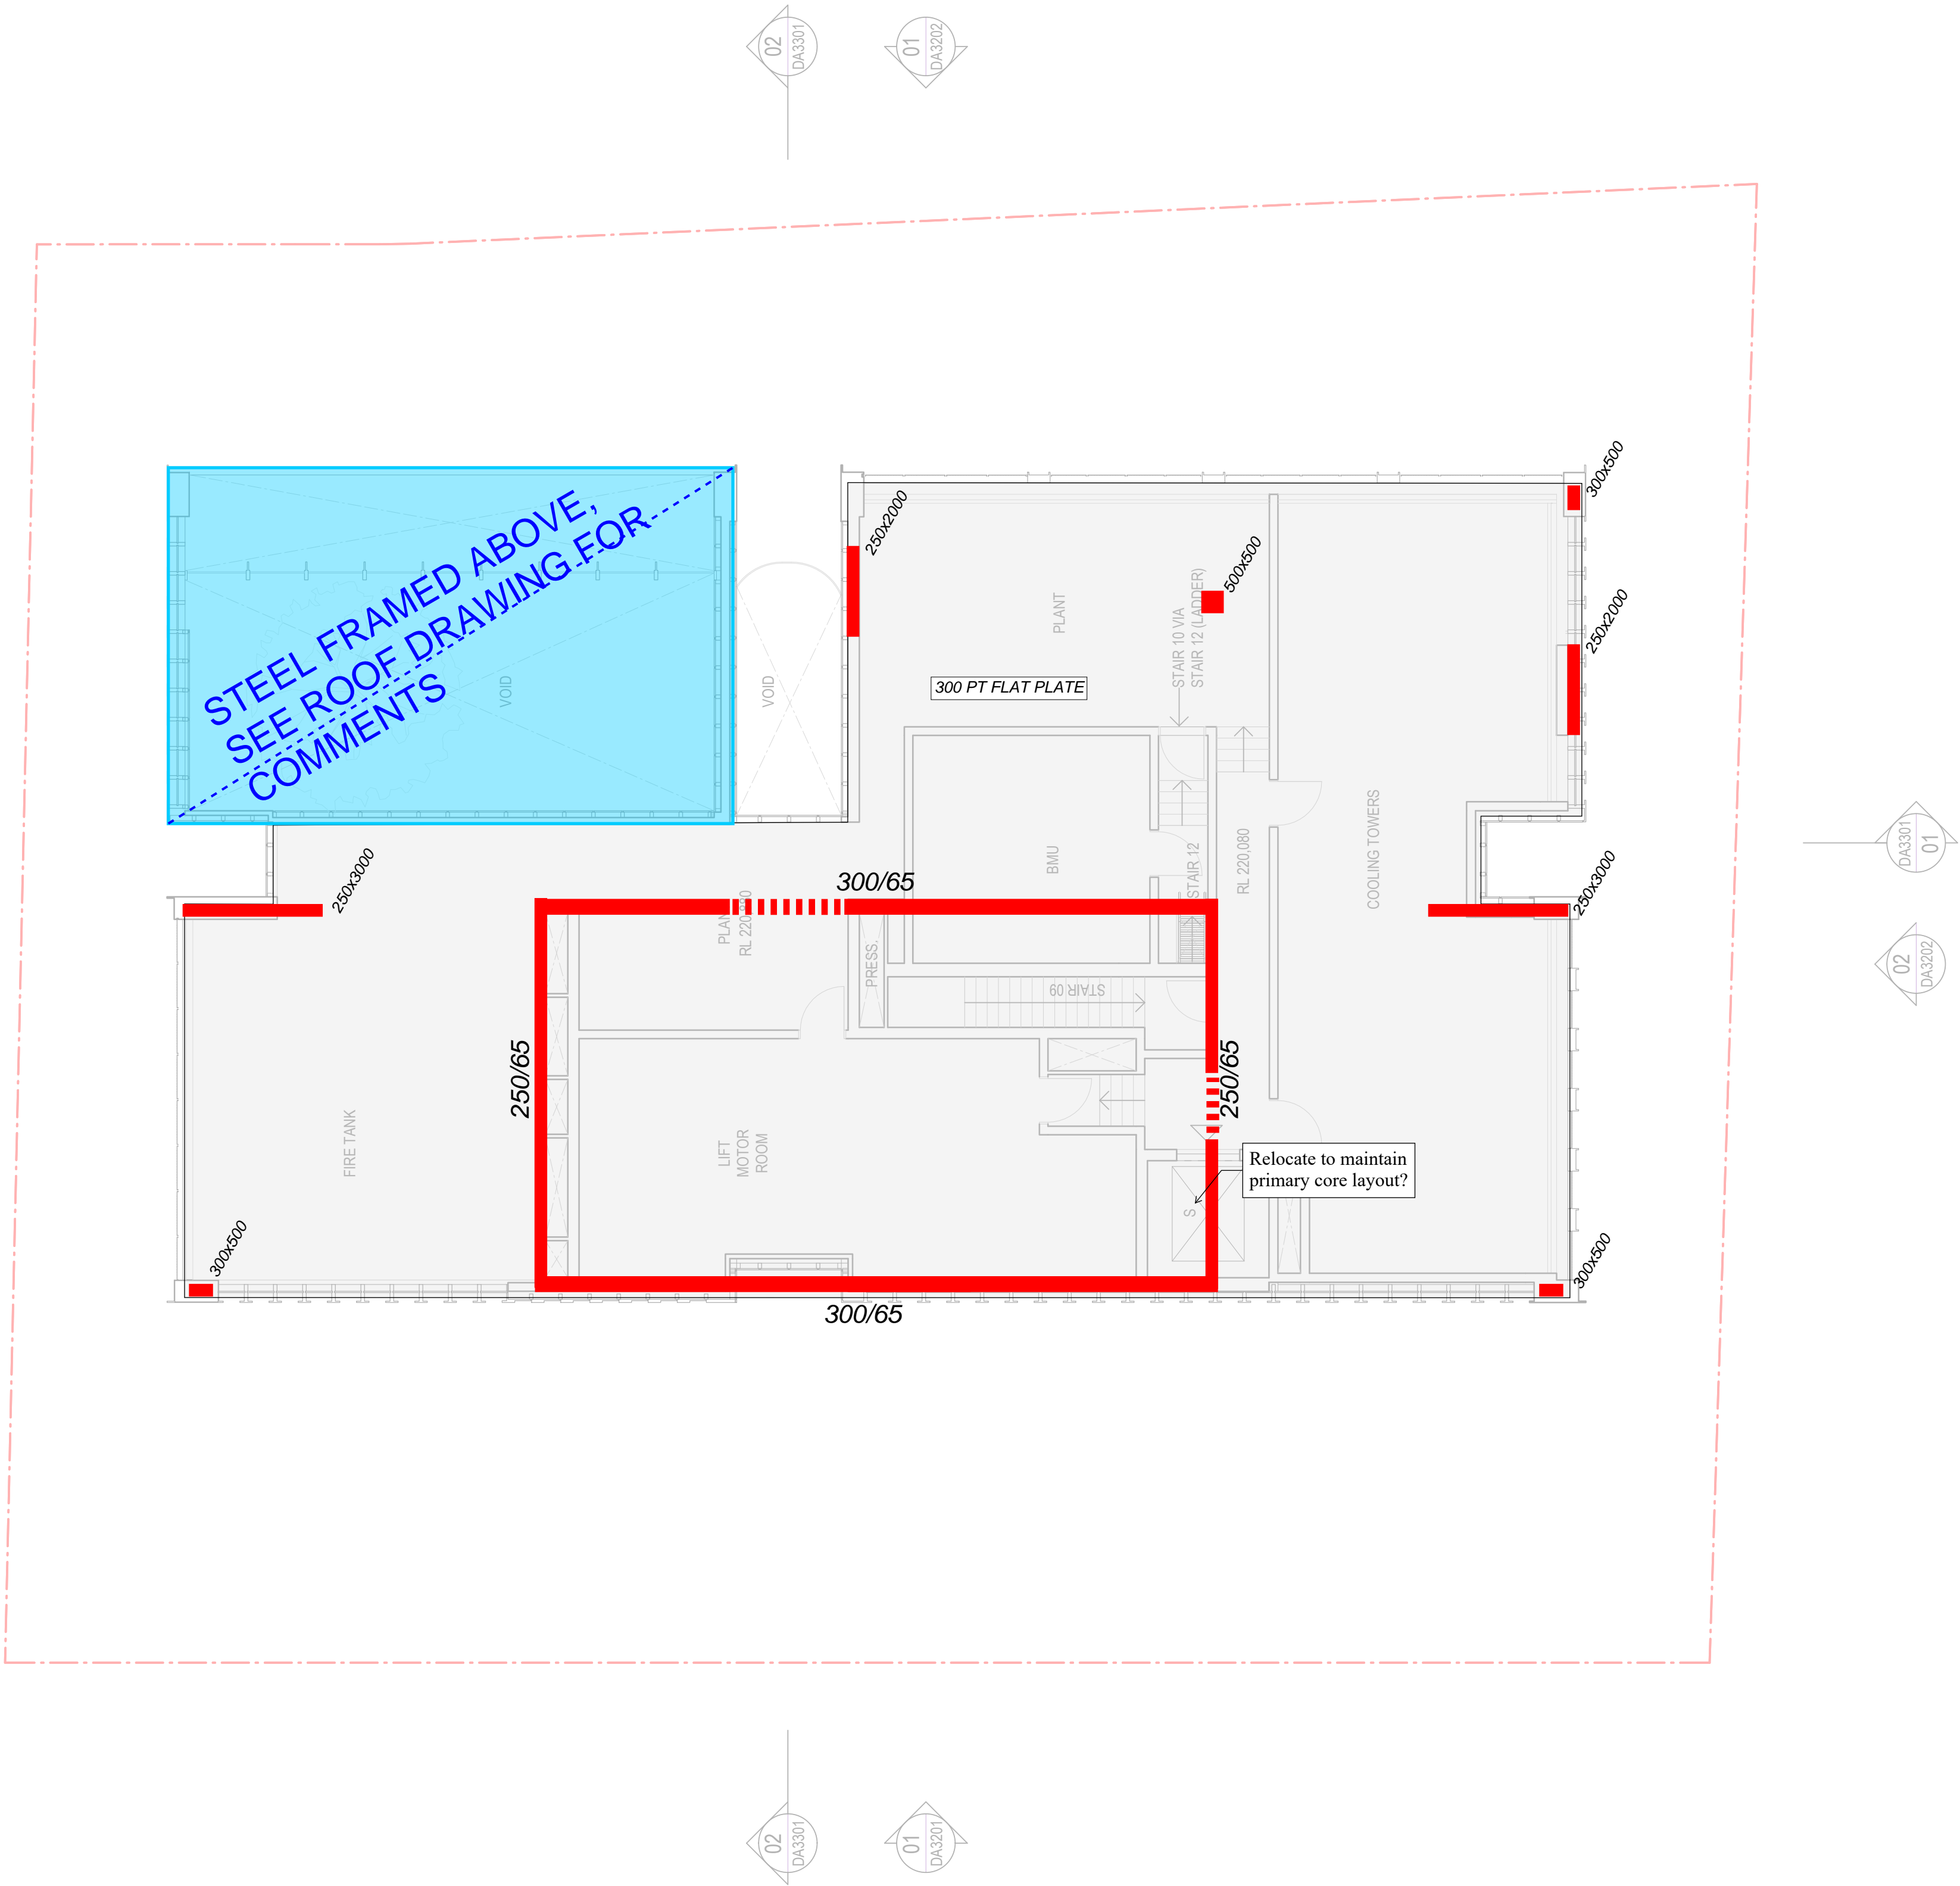 02
DA3301
01
DA3202
300x500
250x2000
500x500
STEEL FRAMED ABOVE,
SEE ROOF DRAWING FOR
COMMENTS
VOID
VOID
PLANT
STAIR 10 VIA
STAIR 12 (LADDER)
250x2000
300 PT FLAT PLATE
BMU
STAIR 12
RL 220,080
COOLING TOWERS
DA3301
01
250x3000
300/65
250x3000
RL 220
PRESS.
STAIR 09
02
DA3202
250/65
250/65
FIRE TANK
LIFT
MOTOR
ROOM
Relocate to maintain
primary core layout?
S
300x500
300x500
300/65
02
DA3301
01
DA3201